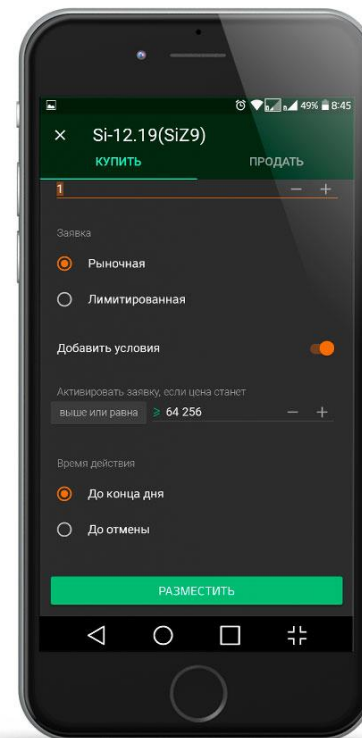 49% 8:45
Si-12.19(SiZ9)
КУПИТЬ ПРОДАТЬ
1
Заявка
Рыночная
Лимитированная
Добавить условия
Активировать заявку, если цена станет
выше или равна ≥ 64 256
Время действия
До конца дня
До отмены
РАЗМЕСТИТЬ